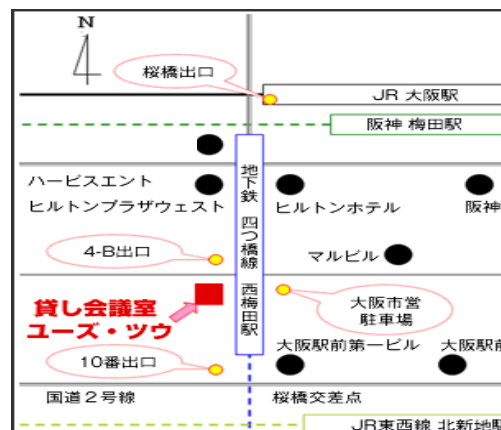 N
桜橋出口
JR 大阪駅
阪神 梅田駅
ハービスエント
ヒルトンプラザウェスト
地下鉄 四つ橋線 西梅田駅
ヒルトンホテル
阪神
4-B出口
マルビル
貸し会議室
ユーズ・ツウ
大阪市営
駐車場
10番出口
大阪駅前第一ビル
大阪駅前
国道2号線
桜橋交差点
JR東西線 北新地駅